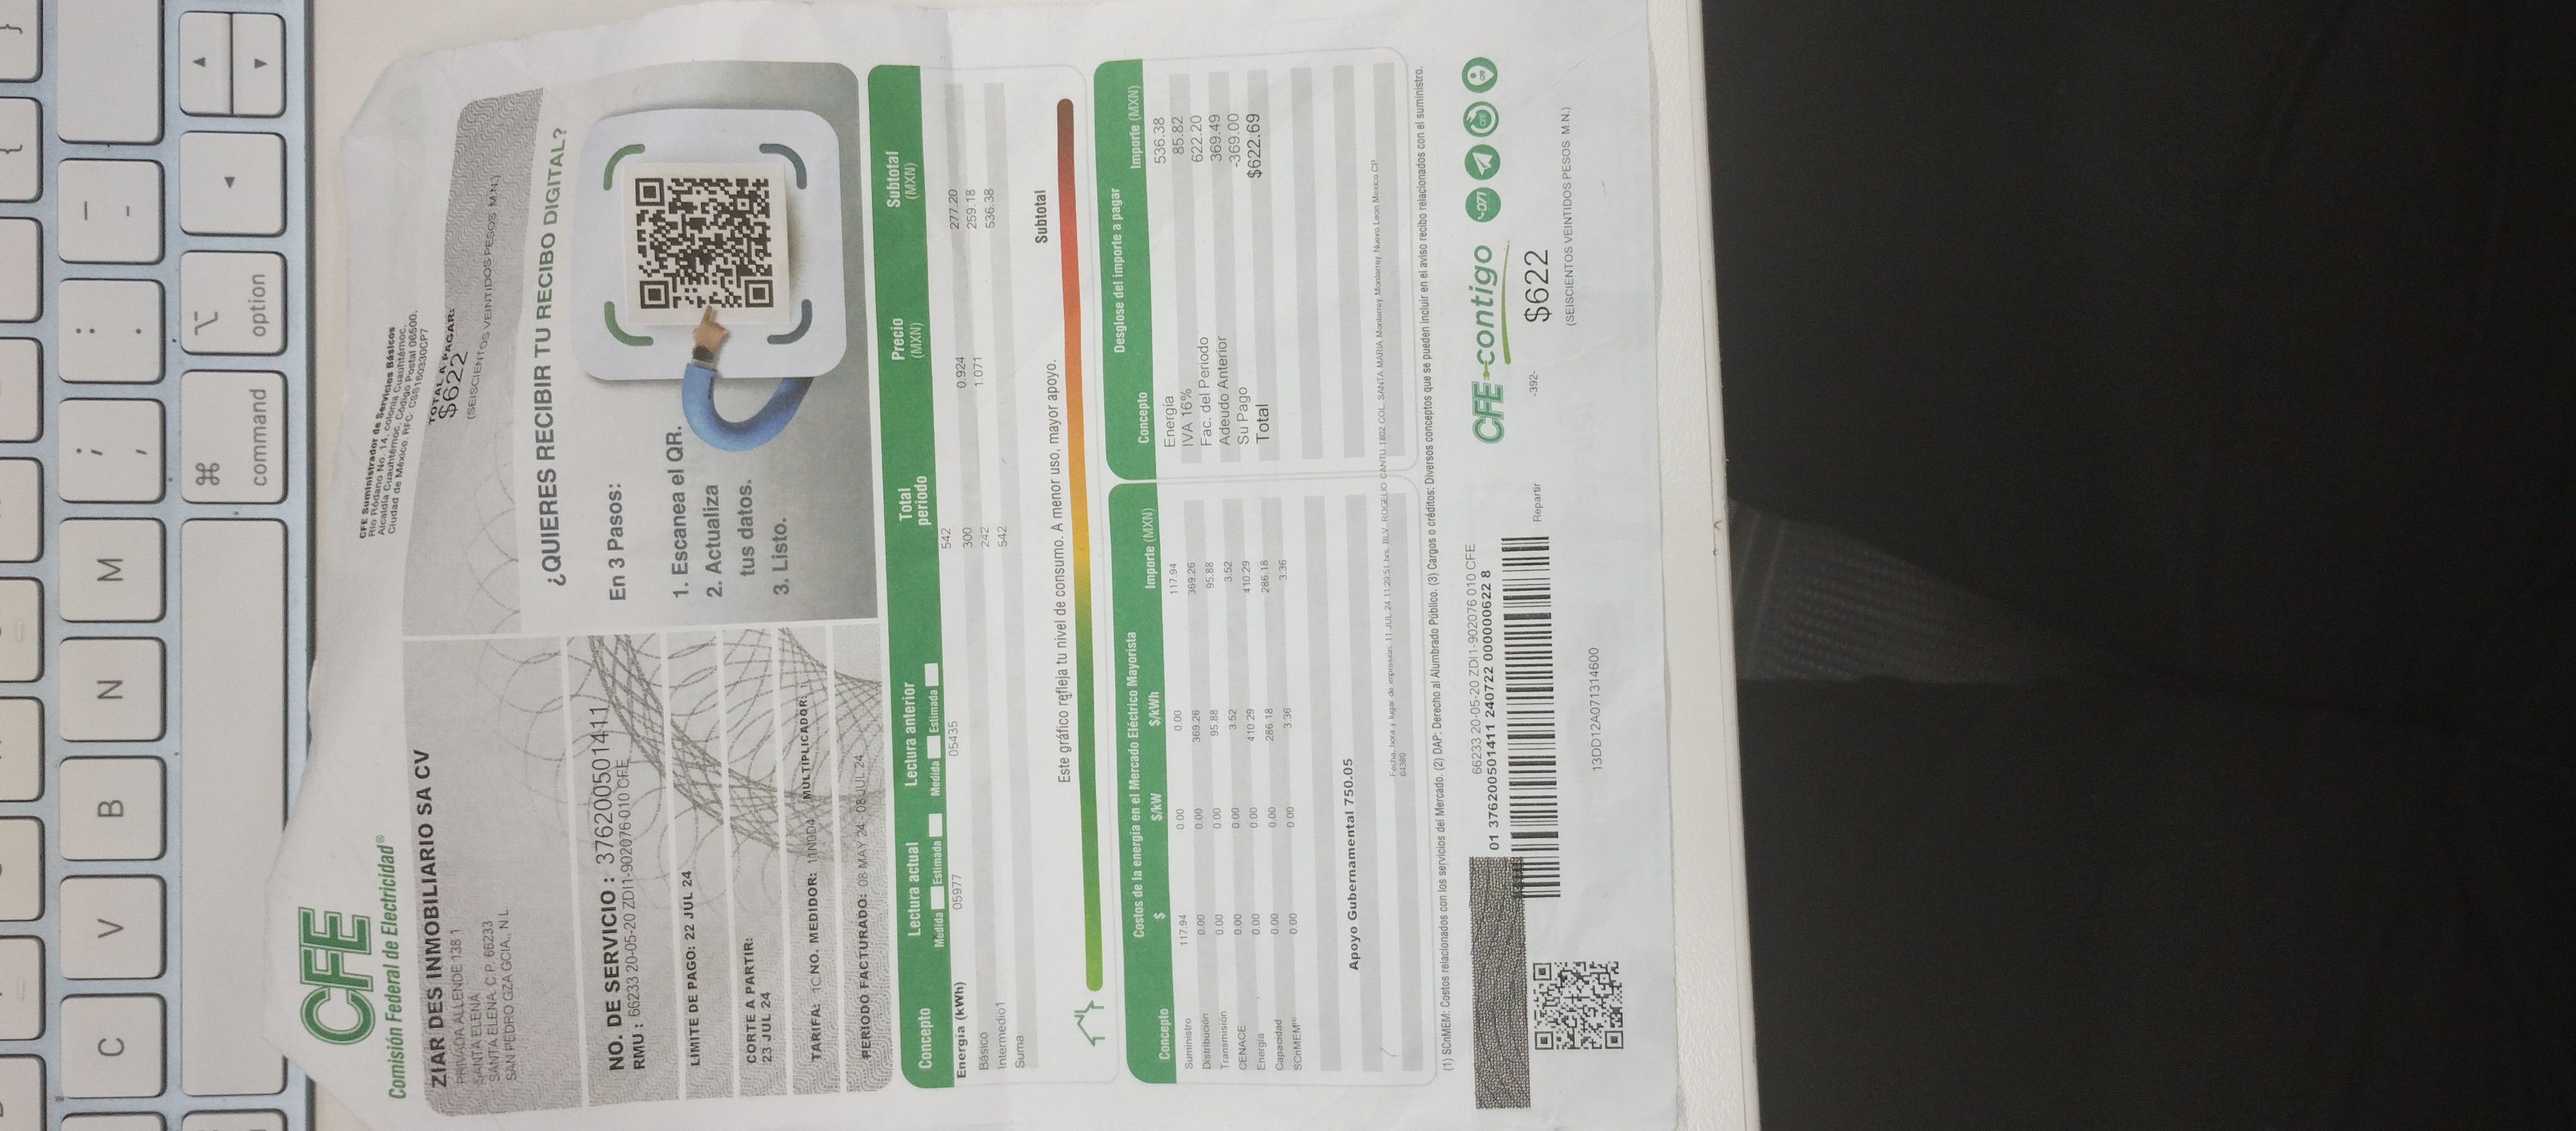 C V B N M ; , : . _ -
command option
CFE
Comisión Federal de Electricidad®
CFE Suministrador de Servicios Básicos
Río Ródano No. 14, colonia Cuauhtémoc,
Alcaldía Cuauhtémoc, Código Postal 06500,
Ciudad de México. RFC: CSS160330CP7
ZIAR DES INMOBILIARIO SA CV
PRIVADA ALLENDE 138 1
SANTA ELENA
SANTA ELENA. C.P. 66233
SAN PEDRO GZA GCIA., N.L.
TOTAL A PAGAR:
$622
(SEISCIENTOS VEINTIDOS PESOS M.N.)
NO. DE SERVICIO : 376200501411
RMU : 66233 20-05-20 ZDI1-902076 010 CFE
LÍMITE DE PAGO: 22 JUL 24
CORTE A PARTIR:
23 JUL 24
TARIFA: 1C NO. MEDIDOR: 11N0D4 MULTIPLICADOR: 1
PERIODO FACTURADO: 08 MAY 24 - 08 JUL 24
¿QUIERES RECIBIR TU RECIBO DIGITAL?
En 3 Pasos:
1. Escanea el QR.
2. Actualiza
tus datos.
3. Listo.
Concepto Lectura actual Lectura anterior Total periodo Precio (MXN) Subtotal (MXN)
Medida Estimada Medida Estimada
Energía (kWh) 05977 05435 542
Básico 300 0.924 277.20
Intermedio1 242 1.071 259.18
Suma 542 536.38
Subtotal
Este gráfico refleja tu nivel de consumo. A menor uso, mayor apoyo.
Costos de la energía en el Mercado Eléctrico Mayorista
Concepto $ $/kW $/kWh Importe (MXN)
Suministro 117.94 0.00 0.00 117.94
Distribución 0.00 0.00 369.26 369.26
Transmisión 0.00 0.00 95.88 95.88
CENACE 0.00 0.00 3.52 3.52
Energía 0.00 0.00 410.29 410.29
Capacidad 0.00 0.00 286.18 286.18
SCnMEM(1) 0.00 0.00 3.36 3.36
Apoyo Gubernamental 750.05
Desglose del importe a pagar
Concepto Importe (MXN)
Energía 536.38
IVA 16% 85.82
Fac. del Periodo 622.20
Adeudo Anterior 369.49
Su Pago -369.00
Total $622.69
Fecha, hora y lugar de impresión: 11 JUL 24 11:29:51 hrs. BLV. ROGELIO CANTU 1802 COL. SANTA MARIA Monterrey Monterrey Nuevo Leon Mexico CP
64380
(1) SCnMEM: Costos relacionados con los servicios del Mercado. (2) DAP: Derecho al Alumbrado Público. (3) Cargos o créditos: Diversos conceptos que se pueden incluir en el aviso recibo relacionados con el suministro.
66233 20-05-20 ZDI1-902076 010 CFE
01 376200501411 240722 000000622 8
Repartir
13DD12A071314600
CFE contigo 071
-392- $622
(SEISCIENTOS VEINTIDOS PESOS M.N.)